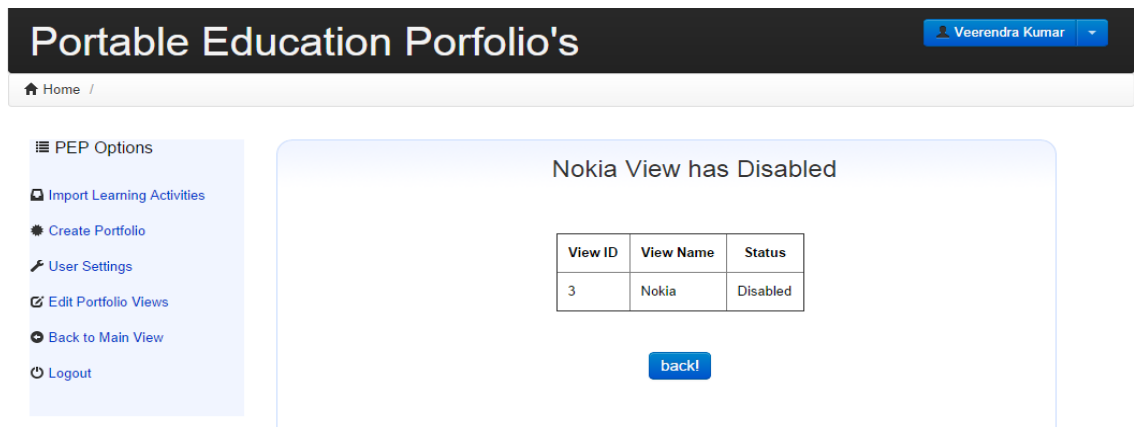 Portable Education Porfolio's
Veerendra Kumar
Home /
PEP Options
Import Learning Activities
Create Portfolio
User Settings
Edit Portfolio Views
Back to Main View
Logout
Nokia View has Disabled
View ID View Name Status
3 Nokia Disabled
back!